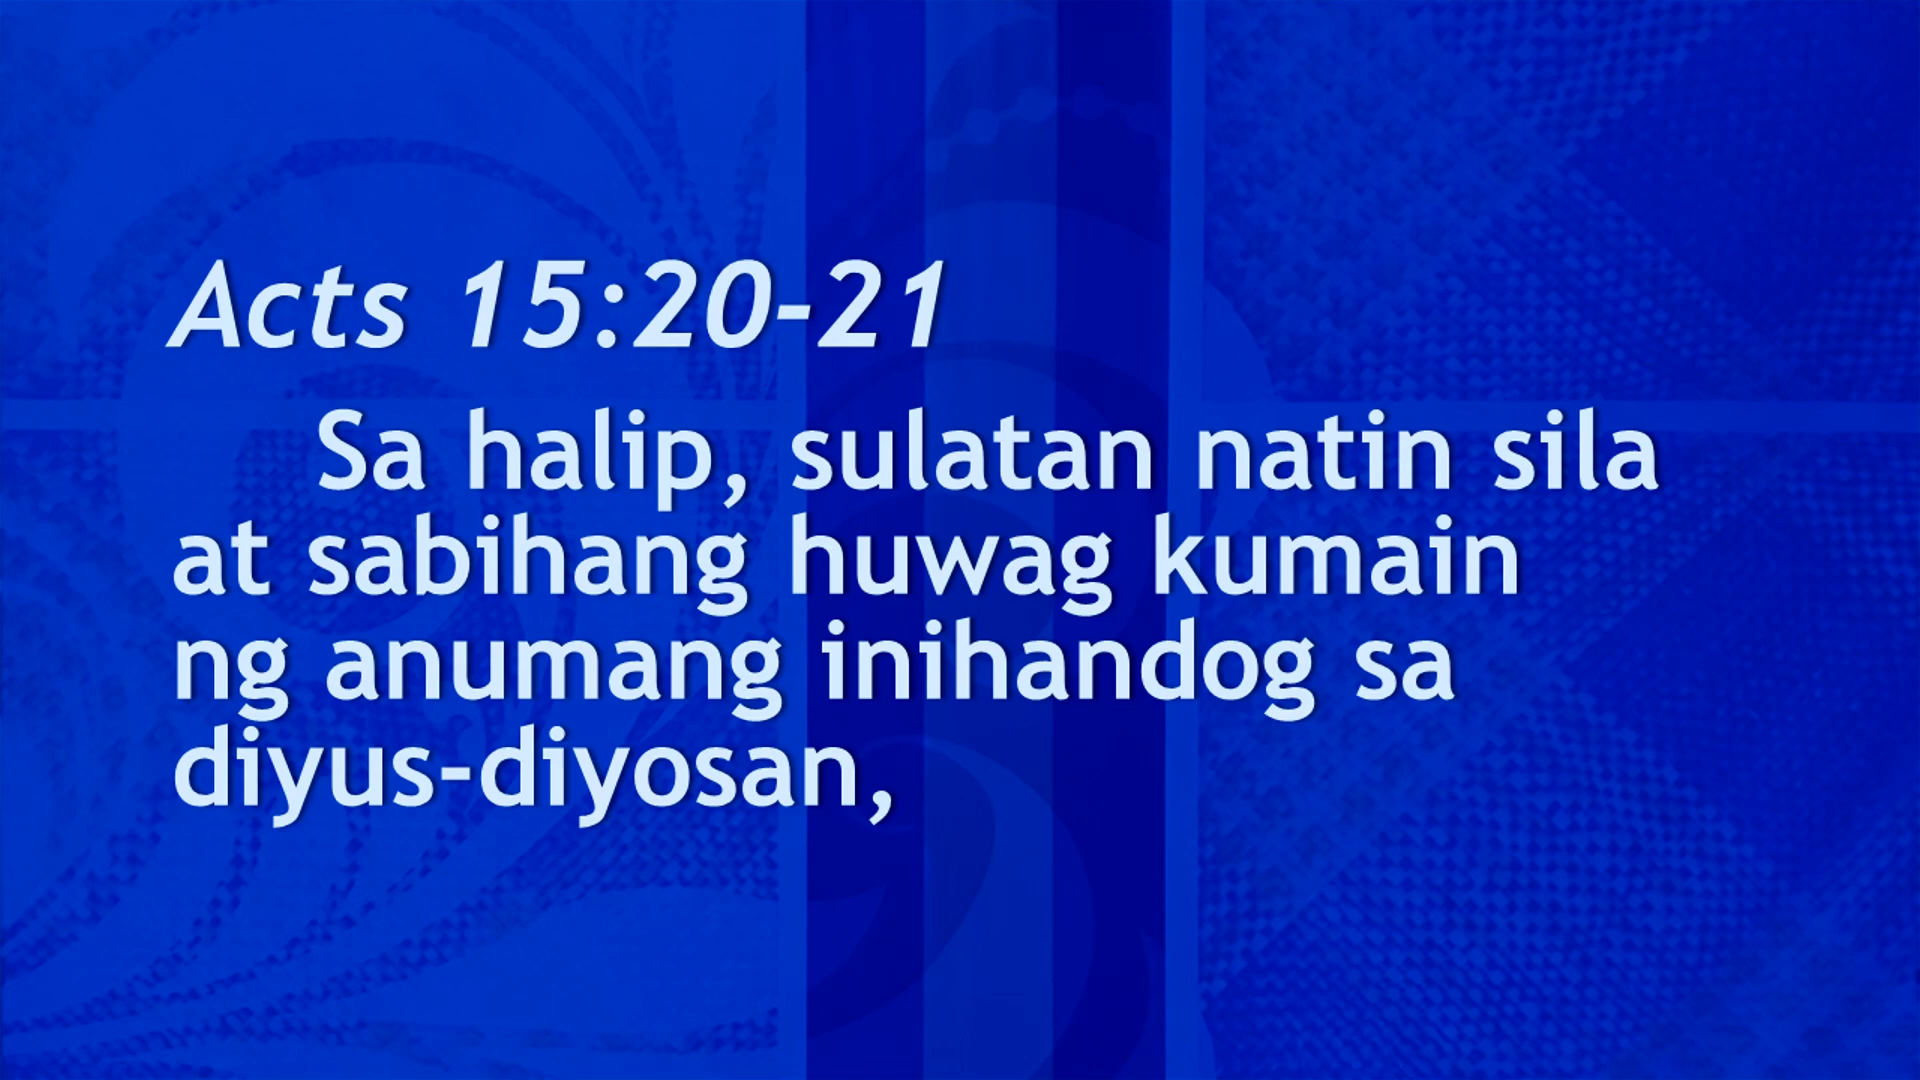 Acts 15:20-21
Sa halip, sulatan natin sila
at sabihang huwag kumain
ng anumang inihandog sa
diyus-diyosan,